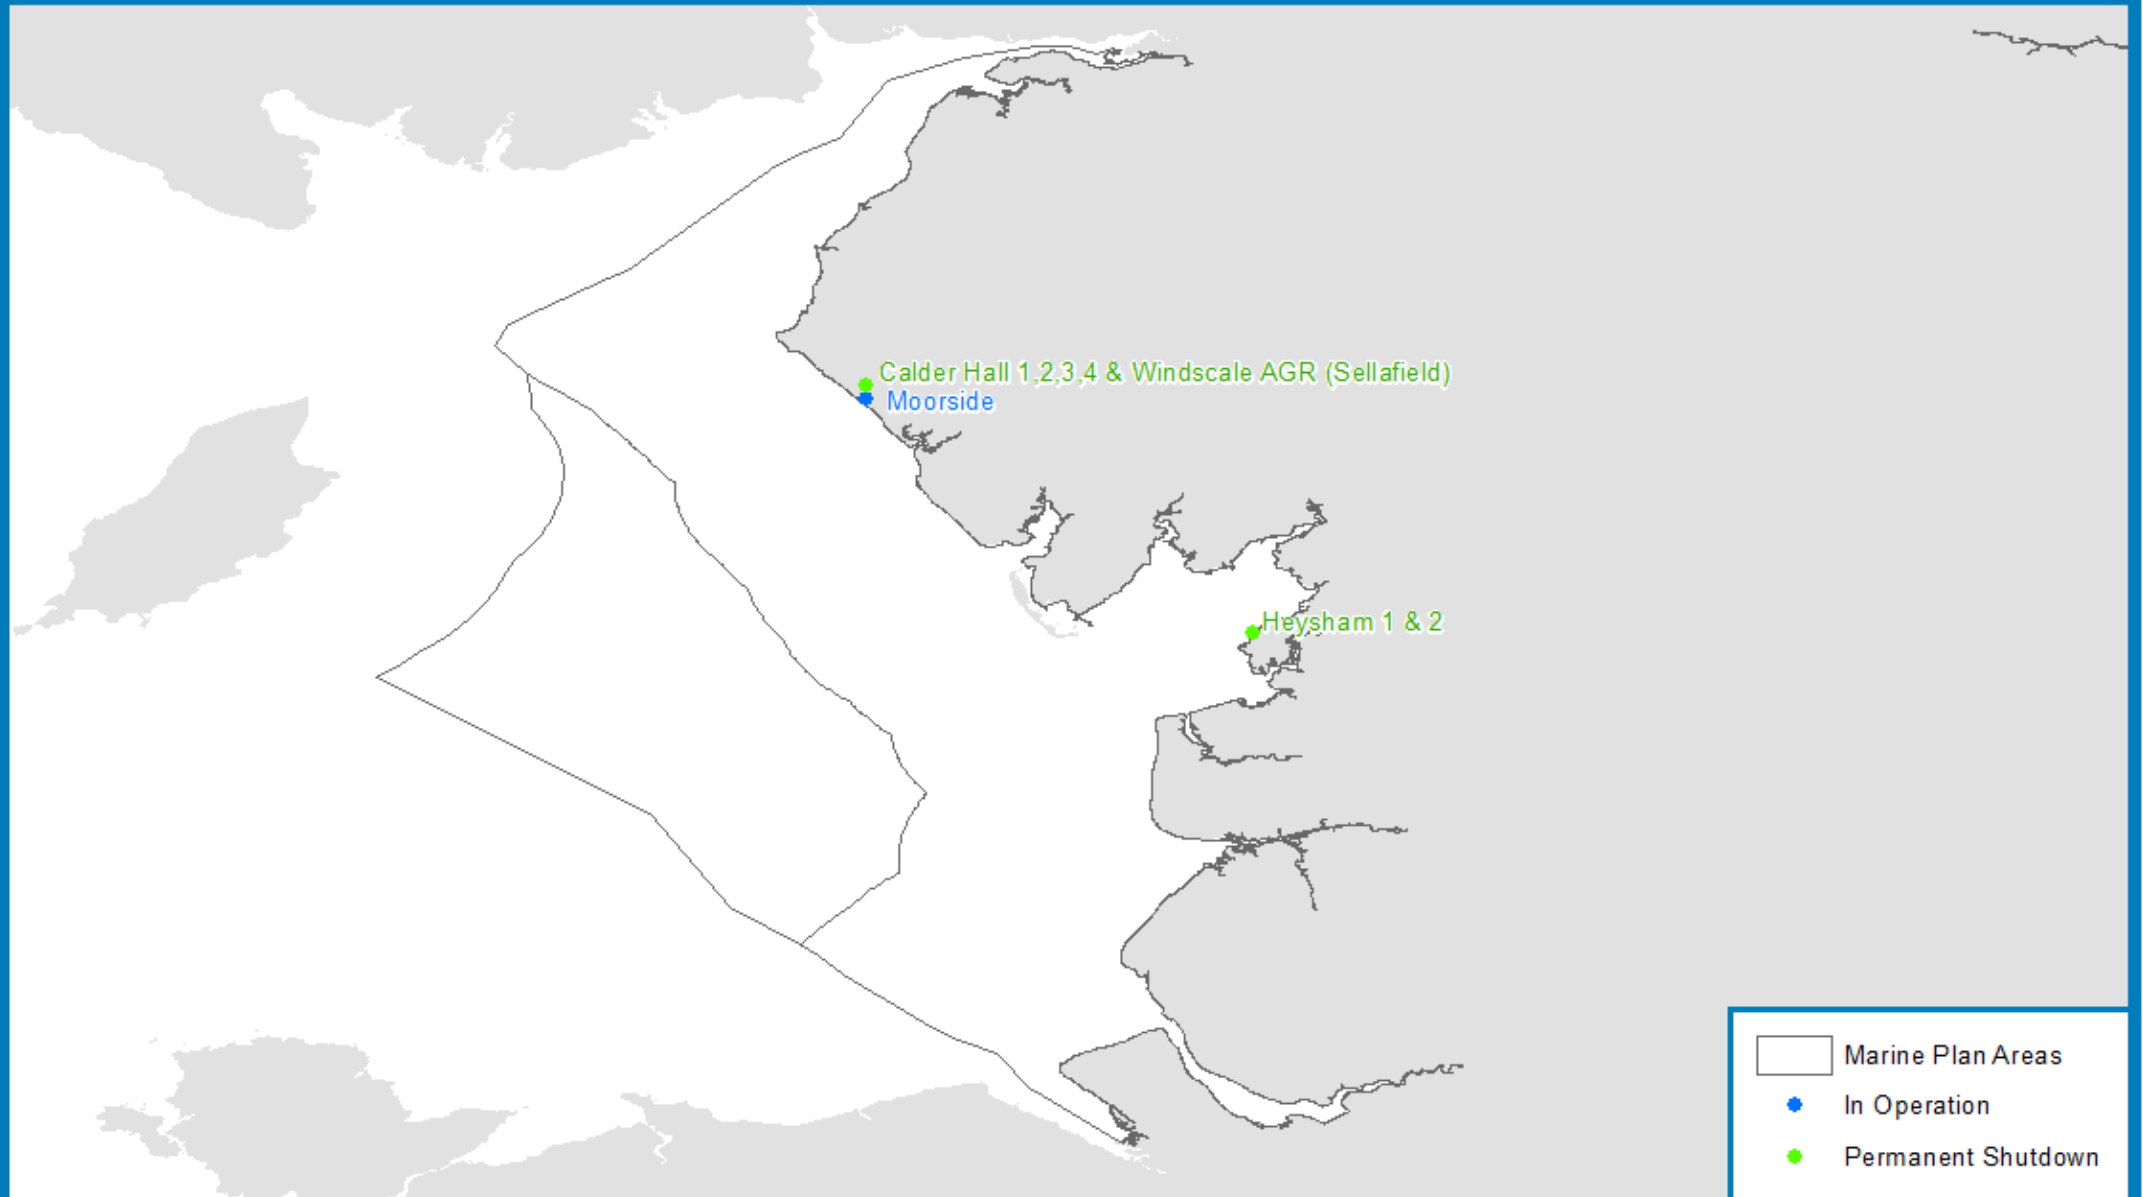 Calder Hall 1,2,3,4 & Windscale AGR (Sellafield)
Moorside
Heysham 1 & 2
Marine Plan Areas
In Operation
Permanent Shutdown